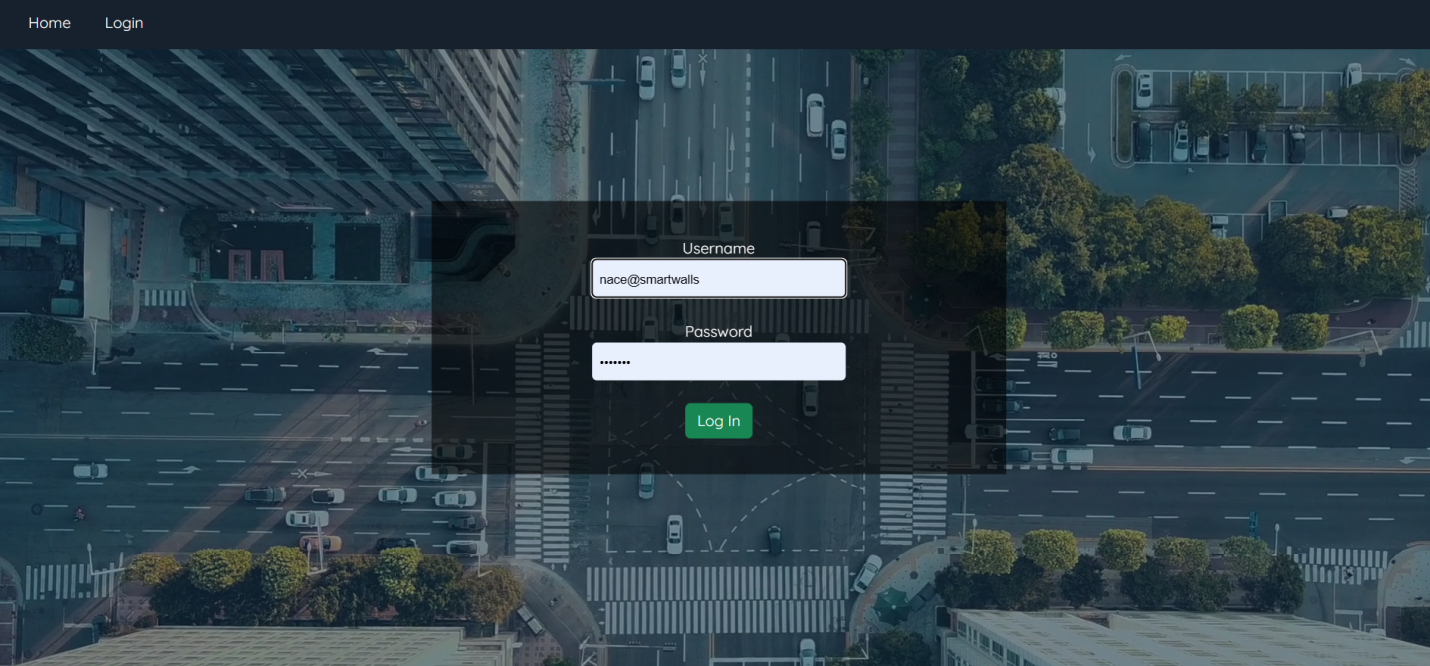 Home Login
Username
nace@smartwalls
Password
•••••••
Log In